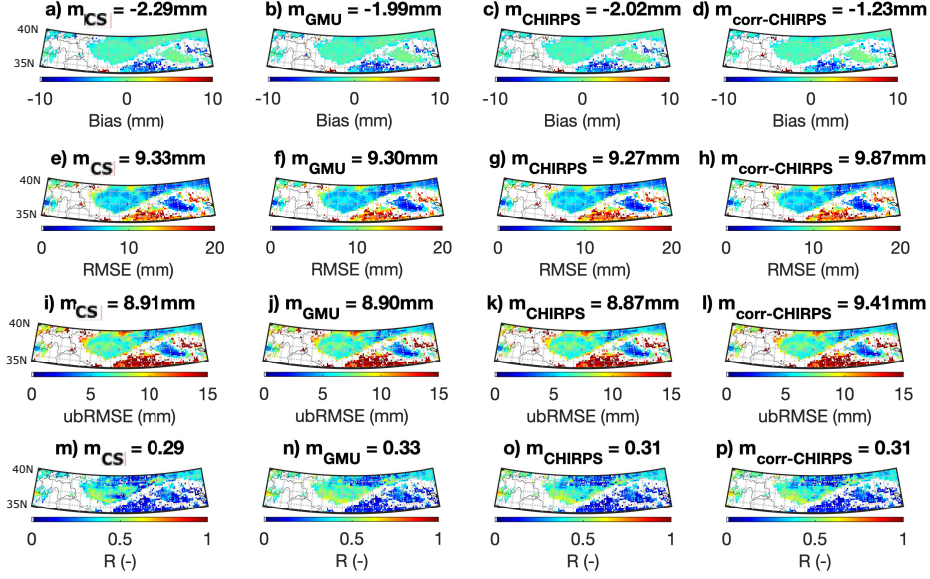 a) mCS = -2.29mm b) mGMU = -1.99mm c) mCHIRPS = -2.02mm d) mcorr-CHIRPS = -1.23mm
40N
35N
-10 0 10 -10 0 10 -10 0 10 -10 0 10
Bias (mm) Bias (mm) Bias (mm) Bias (mm)
e) mCS = 9.33mm f) mGMU = 9.30mm g) mCHIRPS = 9.27mm h) mcorr-CHIRPS = 9.87mm
40N
35N
0 10 20 0 10 20 0 10 20 0 10 20
RMSE (mm) RMSE (mm) RMSE (mm) RMSE (mm)
i) mCS = 8.91mm j) mGMU = 8.90mm k) mCHIRPS = 8.87mm l) mcorr-CHIRPS = 9.41mm
40N
35N
0 5 10 15 0 5 10 15 0 5 10 15 0 5 10 15
ubRMSE (mm) ubRMSE (mm) ubRMSE (mm) ubRMSE (mm)
m) mCS = 0.29 n) mGMU = 0.33 o) mCHIRPS = 0.31 p) mcorr-CHIRPS = 0.31
40N
35N
0 0.5 1 0 0.5 1 0 0.5 1 0 0.5 1
R (-) R (-) R (-) R (-)